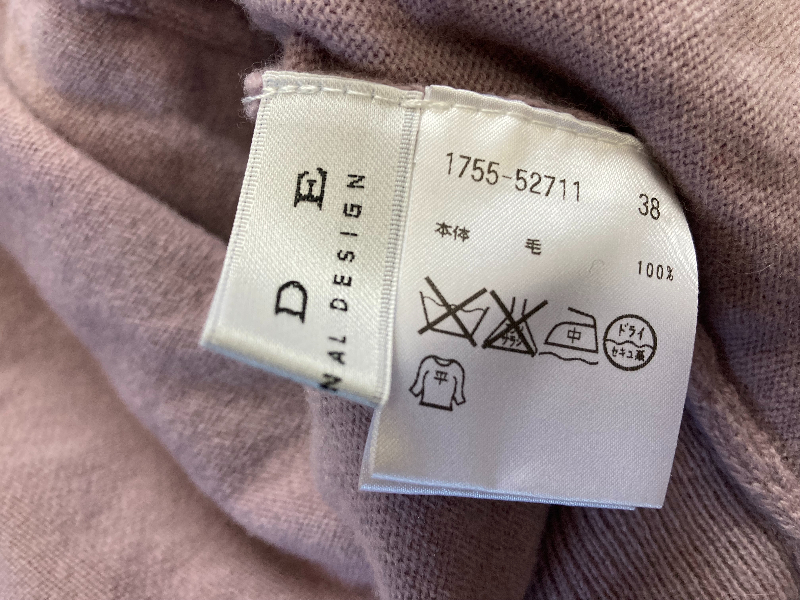 D E
NAL DESIGN
1755-52711 38
本体 毛 100%
中 ドライ
セキユ系
平